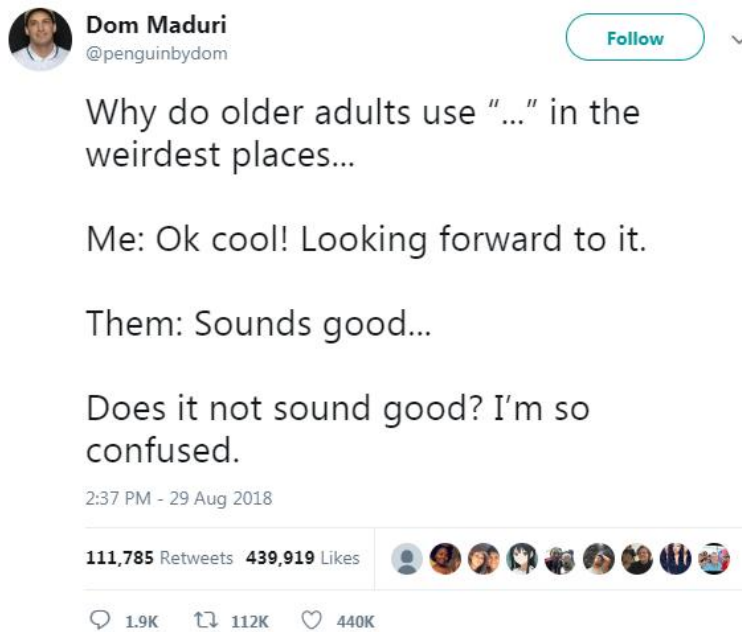 Dom Maduri
@penguinbydom
Follow
Why do older adults use “...” in the
weirdest places...
Me: Ok cool! Looking forward to it.
Them: Sounds good...
Does it not sound good? I’m so
confused.
2:37 PM - 29 Aug 2018
111,785 Retweets 439,919 Likes
1.9K 112K 440K